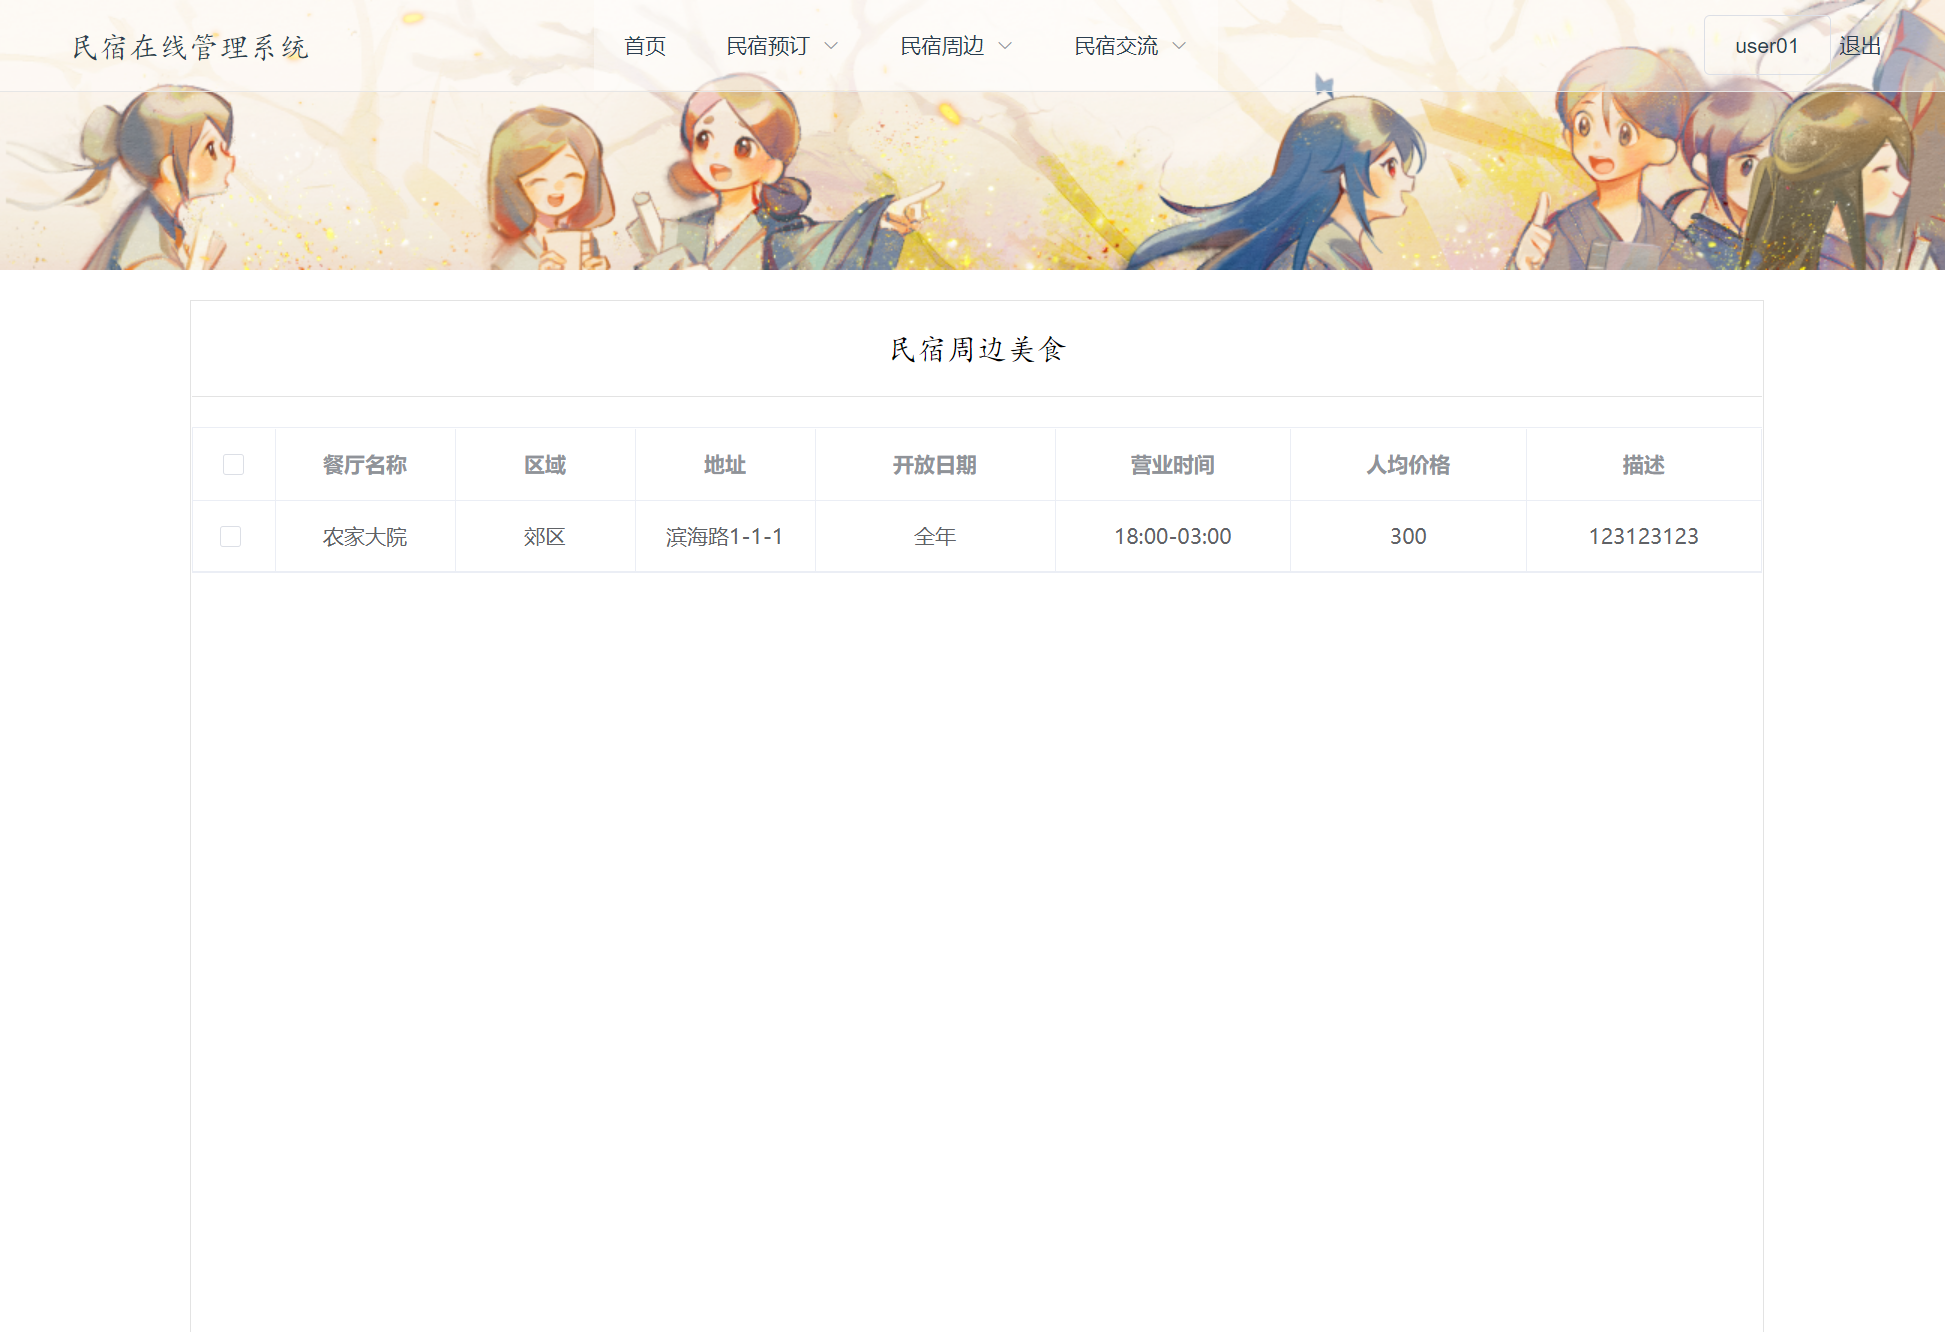 民宿在线管理系统 首页 民宿预订 民宿周边 民宿交流 user01 退出
民宿周边美食
餐厅名称 区域 地址 开放日期 营业时间 人均价格 描述
农家大院 郊区 滨海路1-1-1 全年 18:00-03:00 300 123123123